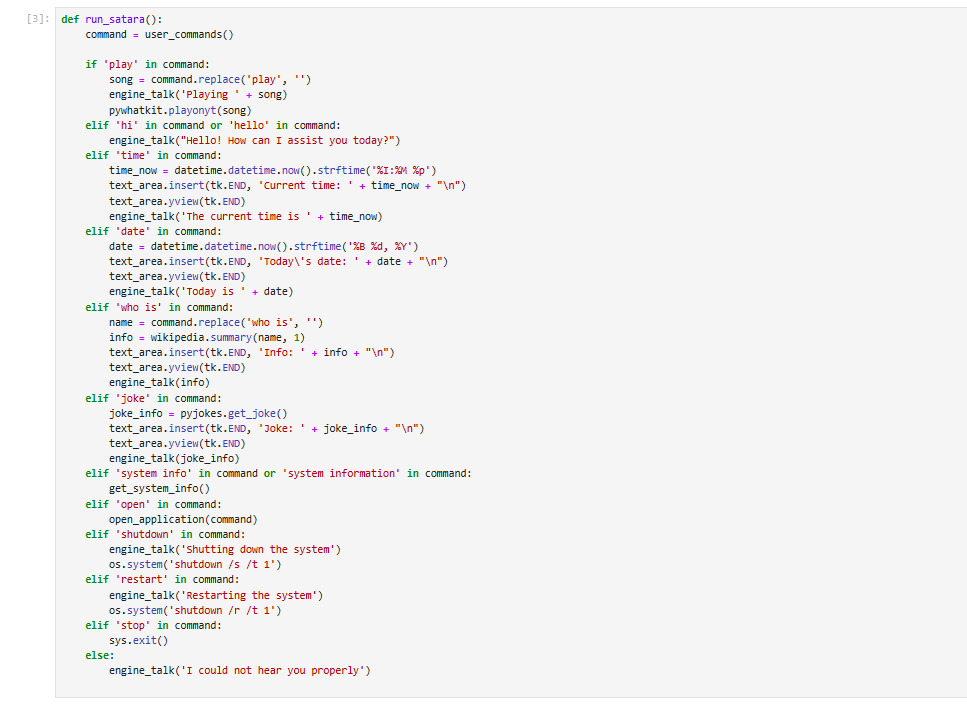 [3]: def run_satara():
    command = user_commands()

    if 'play' in command:
        song = command.replace('play', '')
        engine_talk('Playing ' + song)
        pywhatkit.playonyt(song)
    elif 'hi' in command or 'hello' in command:
        engine_talk("Hello! How can I assist you today?")
    elif 'time' in command:
        time_now = datetime.datetime.now().strftime('%I:%M %p')
        text_area.insert(tk.END, 'Current time: ' + time_now + "\n")
        text_area.yview(tk.END)
        engine_talk('The current time is ' + time_now)
    elif 'date' in command:
        date = datetime.datetime.now().strftime('%B %d, %Y')
        text_area.insert(tk.END, 'Today\'s date: ' + date + "\n")
        text_area.yview(tk.END)
        engine_talk('Today is ' + date)
    elif 'who is' in command:
        name = command.replace('who is', '')
        info = wikipedia.summary(name, 1)
        text_area.insert(tk.END, 'Info: ' + info + "\n")
        text_area.yview(tk.END)
        engine_talk(info)
    elif 'joke' in command:
        joke_info = pyjokes.get_joke()
        text_area.insert(tk.END, 'Joke: ' + joke_info + "\n")
        text_area.yview(tk.END)
        engine_talk(joke_info)
    elif 'system info' in command or 'system information' in command:
        get_system_info()
    elif 'open' in command:
        open_application(command)
    elif 'shutdown' in command:
        engine_talk('Shutting down the system')
        os.system('shutdown /s /t 1')
    elif 'restart' in command:
        engine_talk('Restarting the system')
        os.system('shutdown /r /t 1')
    elif 'stop' in command:
        sys.exit()
    else:
        engine_talk('I could not hear you properly')